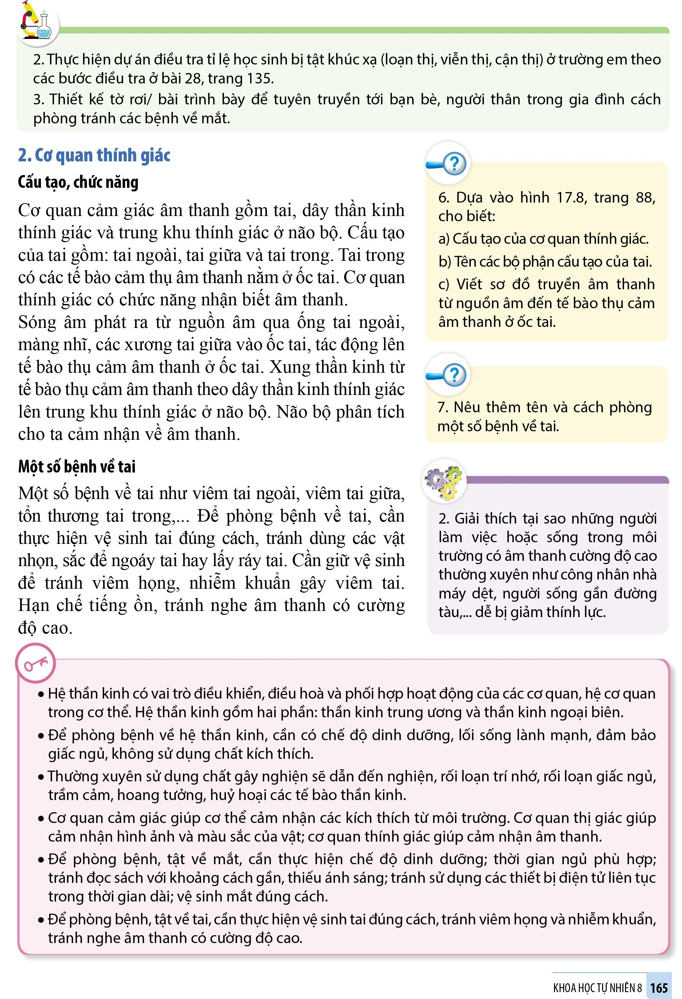 2. Thực hiện dự án điều tra tỉ lệ học sinh bị tật khúc xạ (loạn thị, viễn thị, cận thị) ở trường em theo
các bước điều tra ở bài 28, trang 135.
3. Thiết kế tờ rơi/ bài trình bày để tuyên truyền tới bạn bè, người thân trong gia đình cách
phòng tránh các bệnh về mắt.
2. Cơ quan thính giác
Cấu tạo, chức năng
Cơ quan cảm giác âm thanh gồm tai, dây thần kinh
thính giác và trung khu thính giác ở não bộ. Cấu tạo
của tai gồm: tai ngoài, tai giữa và tai trong. Tai trong
có các tế bào cảm thụ âm thanh nằm ở ốc tai. Cơ quan
thính giác có chức năng nhận biết âm thanh.
Sóng âm phát ra từ nguồn âm qua ống tai ngoài,
màng nhĩ, các xương tai giữa vào ốc tai, tác động lên
tế bào thụ cảm âm thanh ở ốc tai. Xung thần kinh từ
tế bào thụ cảm âm thanh theo dây thần kinh thính giác
lên trung khu thính giác ở não bộ. Não bộ phân tích
cho ta cảm nhận về âm thanh.
Một số bệnh về tai
Một số bệnh về tai như viêm tai ngoài, viêm tai giữa,
tổn thương tai trong,... Để phòng bệnh về tai, cần
thực hiện vệ sinh tai đúng cách, tránh dùng các vật
nhọn, sắc để ngoáy tai hay lấy ráy tai. Cần giữ vệ sinh
để tránh viêm họng, nhiễm khuẩn gây viêm tai.
Hạn chế tiếng ồn, tránh nghe âm thanh có cường
độ cao.
?
6. Dựa vào hình 17.8, trang 88,
cho biết:
a) Cấu tạo của cơ quan thính giác.
b) Tên các bộ phận cấu tạo của tai.
c) Viết sơ đồ truyền âm thanh
từ nguồn âm đến tế bào thụ cảm
âm thanh ở ốc tai.
?
7. Nêu thêm tên và cách phòng
một số bệnh về tai.
2. Giải thích tại sao những người
làm việc hoặc sống trong môi
trường có âm thanh cường độ cao
thường xuyên như công nhân nhà
máy dệt, người sống gần đường
tàu,... dễ bị giảm thính lực.
• Hệ thần kinh có vai trò điều khiển, điều hoà và phối hợp hoạt động của các cơ quan, hệ cơ quan
trong cơ thể. Hệ thần kinh gồm hai phần: thần kinh trung ương và thần kinh ngoại biên.
• Để phòng bệnh về hệ thần kinh, cần có chế độ dinh dưỡng, lối sống lành mạnh, đảm bảo
giấc ngủ, không sử dụng chất kích thích.
• Thường xuyên sử dụng chất gây nghiện sẽ dẫn đến nghiện, rối loạn trí nhớ, rối loạn giấc ngủ,
trầm cảm, hoang tưởng, huỷ hoại các tế bào thần kinh.
• Cơ quan cảm giác giúp cơ thể cảm nhận các kích thích từ môi trường. Cơ quan thị giác giúp
cảm nhận hình ảnh và màu sắc của vật; cơ quan thính giác giúp cảm nhận âm thanh.
• Để phòng bệnh, tật về mắt, cần thực hiện chế độ dinh dưỡng; thời gian ngủ phù hợp;
tránh đọc sách với khoảng cách gần, thiếu ánh sáng; tránh sử dụng các thiết bị điện tử liên tục
trong thời gian dài; vệ sinh mắt đúng cách.
• Để phòng bệnh, tật về tai, cần thực hiện vệ sinh tai đúng cách, tránh viêm họng và nhiễm khuẩn,
tránh nghe âm thanh có cường độ cao.
KHOA HỌC TỰ NHIÊN 8 165